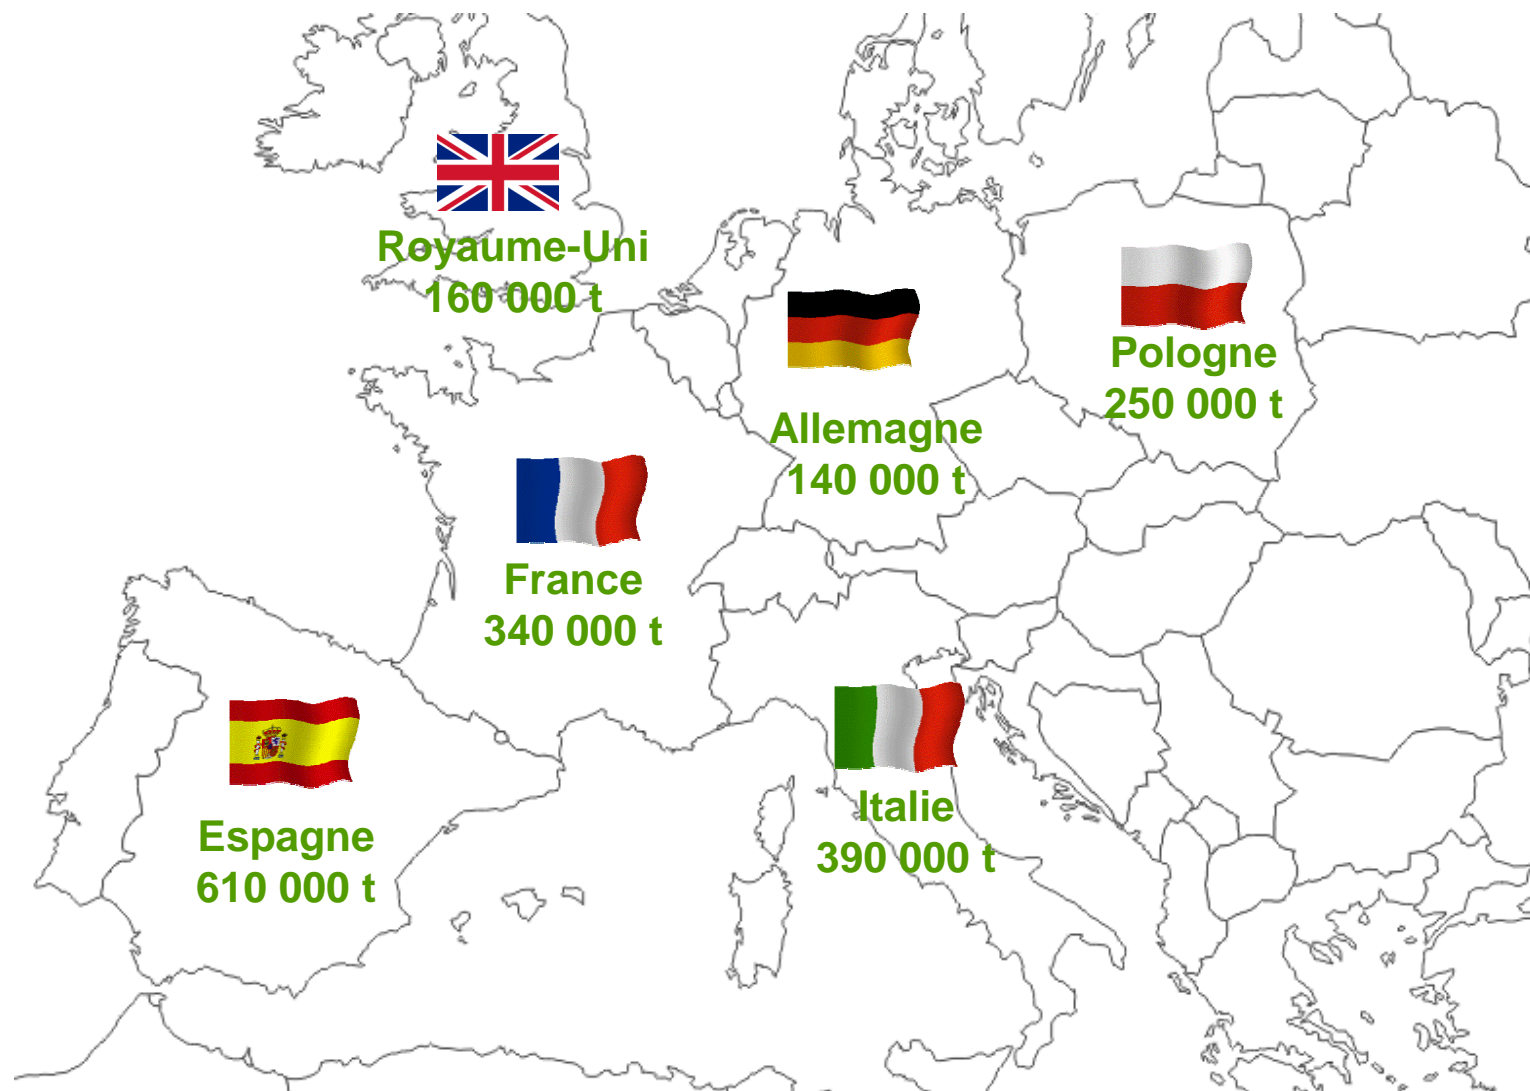 Royaume-Uni
160 000 t
Pologne
250 000 t
Allemagne
140 000 t
France
340 000 t
Italie
390 000 t
Espagne
610 000 t